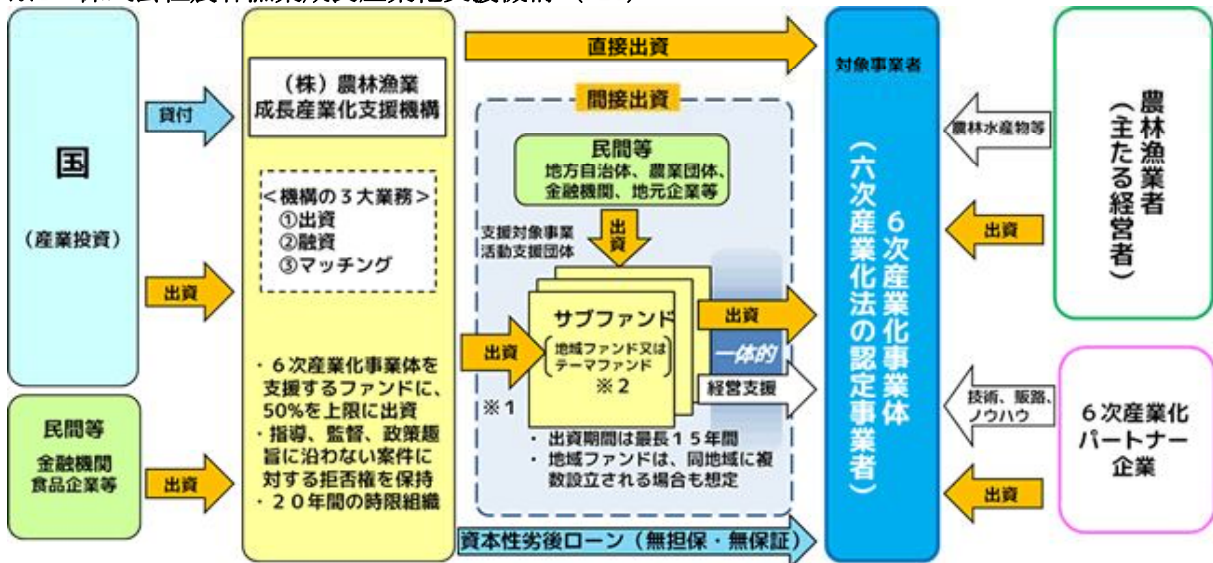 国
(産業投資)
貸付
出資
民間等
金融機関
食品企業等
出資
(株)農林漁業
成長産業化支援機構
<機構の3大業務>
①出資
②融資
③マッチング
・6次産業化事業体を
支援するファンドに、
50%を上限に出資
・指導、監督、政策趣
旨に沿わない案件に
対する拒否権を保持
・20年間の時限組織
直接出資
間接出資
民間等
地方自治体、農業団体、
金融機関、地元企業等
出資
支援対象事業
活動支援団体
出資
※1
サブファンド
地域ファンド又は
テーマファンド
※2
出資
一体的
経営支援
・出資期間は最長15年間
・地域ファンドは、同地域に複
数設立される場合も想定
資本性劣後ローン(無担保・無保証)
対象事業者
6次産業化事業体
(六次産業化法の認定事業者)
農林水産物等
出資
農林漁業者
(主たる経営者)
技術、販路、
ノウハウ
出資
6次産業化
パートナー
企業